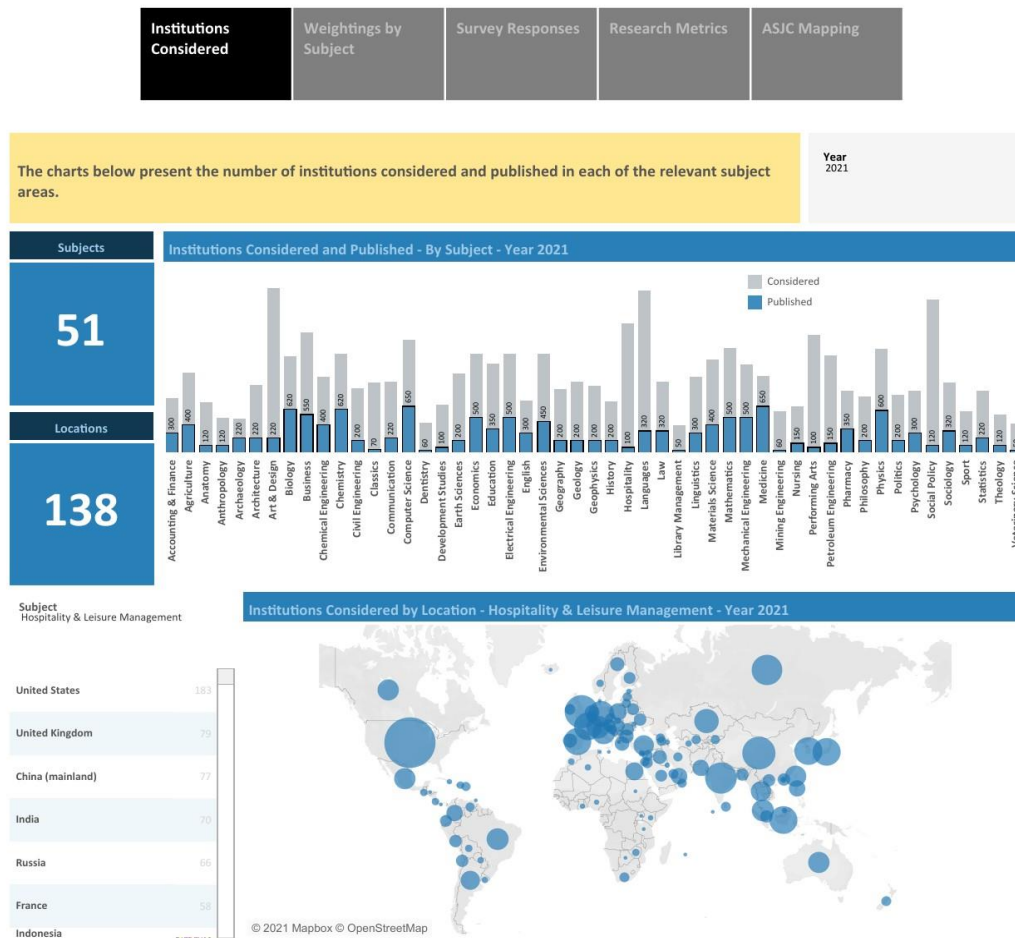 Institutions
Considered
Weightings by
Subject
Survey Responses
Research Metrics
ASJC Mapping
The charts below present the number of institutions considered and published in each of the relevant subject
areas.
Year
2021
Subjects
51
Locations
138
Institutions Considered and Published - By Subject - Year 2021
Considered
Published
300
400
120
120
220
220
220
620
550
400
620
200
70
220
650
60
100
200
500
350
500
300
450
200
200
200
200
100
320
320
50
300
400
500
500
650
60
150
100
150
350
200
600
200
300
120
320
120
220
120
Accounting & Finance
Agriculture
Anatomy
Anthropology
Archaeology
Architecture
Art & Design
Biology
Business
Chemical Engineering
Chemistry
Civil Engineering
Classics
Communication
Computer Science
Dentistry
Development Studies
Earth Sciences
Economics
Education
Electrical Engineering
English
Environmental Sciences
Geography
Geology
Geophysics
History
Hospitality
Languages
Law
Library Management
Linguistics
Materials Science
Mathematics
Mechanical Engineering
Medicine
Mining Engineering
Nursing
Performing Arts
Petroleum Engineering
Pharmacy
Philosophy
Physics
Politics
Psychology
Social Policy
Sociology
Sport
Statistics
Theology
Subject
Hospitality & Leisure Management
Institutions Considered by Location - Hospitality & Leisure Management - Year 2021
United States 183
United Kingdom 79
China (mainland) 77
India 70
Russia 66
France 58
Indonesia
© 2021 Mapbox © OpenStreetMap